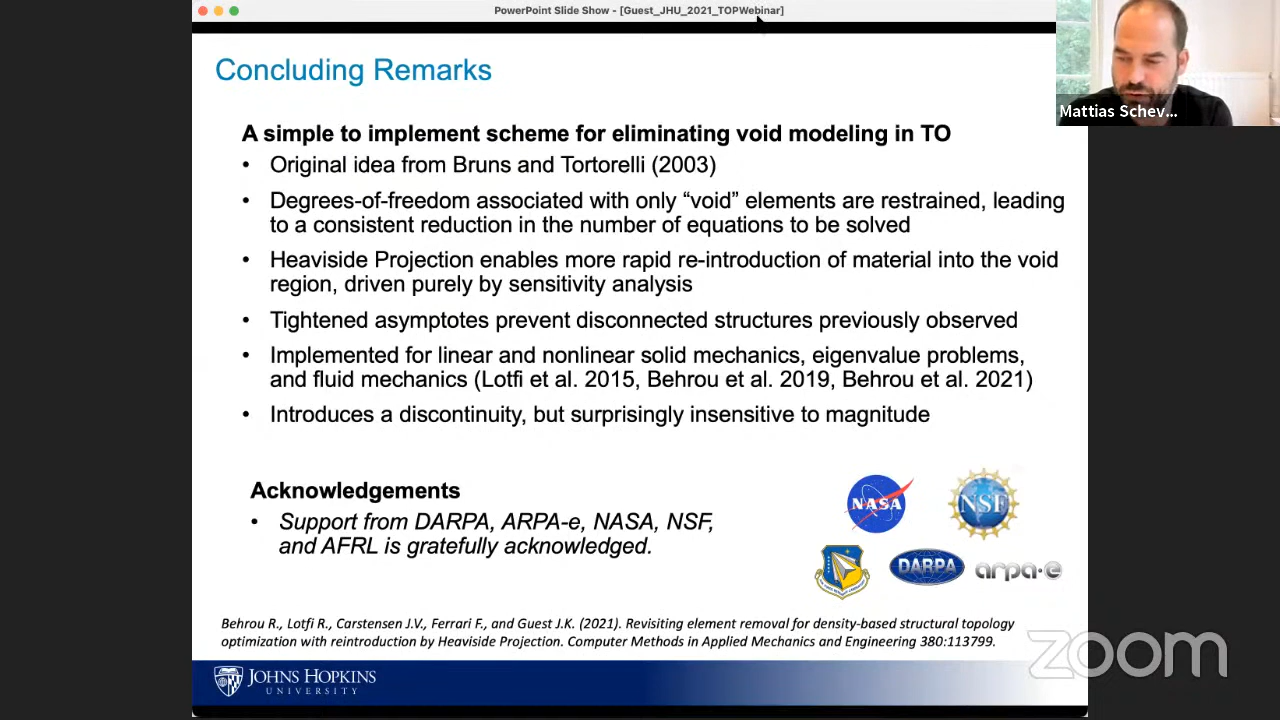 PowerPoint Slide Show - [Guest_JHU_2021_TOPWebinar]
Mattias Schev...
Concluding Remarks
A simple to implement scheme for eliminating void modeling in TO
• Original idea from Bruns and Tortorelli (2003)
• Degrees-of-freedom associated with only “void” elements are restrained, leading
to a consistent reduction in the number of equations to be solved
• Heaviside Projection enables more rapid re-introduction of material into the void
region, driven purely by sensitivity analysis
• Tightened asymptotes prevent disconnected structures previously observed
• Implemented for linear and nonlinear solid mechanics, eigenvalue problems,
and fluid mechanics (Lotfi et al. 2015, Behrou et al. 2019, Behrou et al. 2021)
• Introduces a discontinuity, but surprisingly insensitive to magnitude
Acknowledgements
• Support from DARPA, ARPA-e, NASA, NSF,
and AFRL is gratefully acknowledged.
NASA
NSF
DARPA
arpa·e
Behrou R., Lotfi R., Carstensen J.V., Ferrari F., and Guest J.K. (2021). Revisiting element removal for density-based structural topology
optimization with reintroduction by Heaviside Projection. Computer Methods in Applied Mechanics and Engineering 380:113799.
JOHNS HOPKINS
UNIVERSITY
zoom